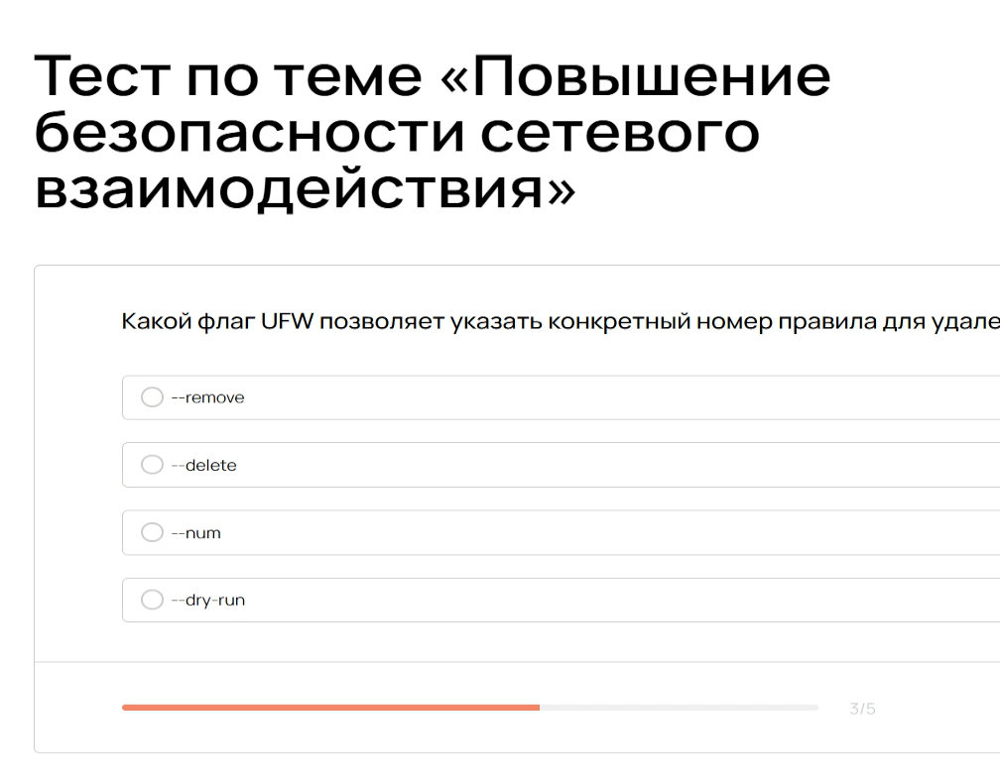 Тест по теме «Повышение
безопасности сетевого
взаимодействия»
Какой флаг UFW позволяет указать конкретный номер правила для
--remove
--delete
--num
--dry-run
3/5